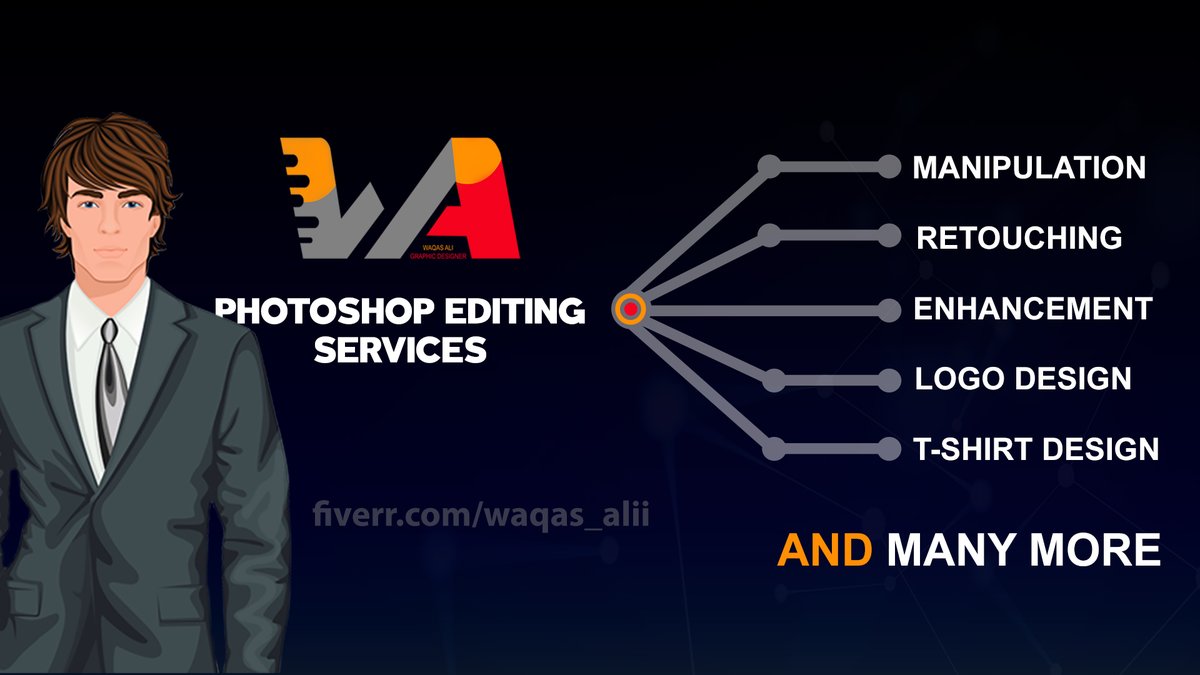 WA
WAQAS ALI
GRAPHIC DESIGNER
PHOTOSHOP EDITING
SERVICES
MANIPULATION
RETOUCHING
ENHANCEMENT
LOGO DESIGN
T-SHIRT DESIGN
fiverr.com/waqas_alii
AND MANY MORE